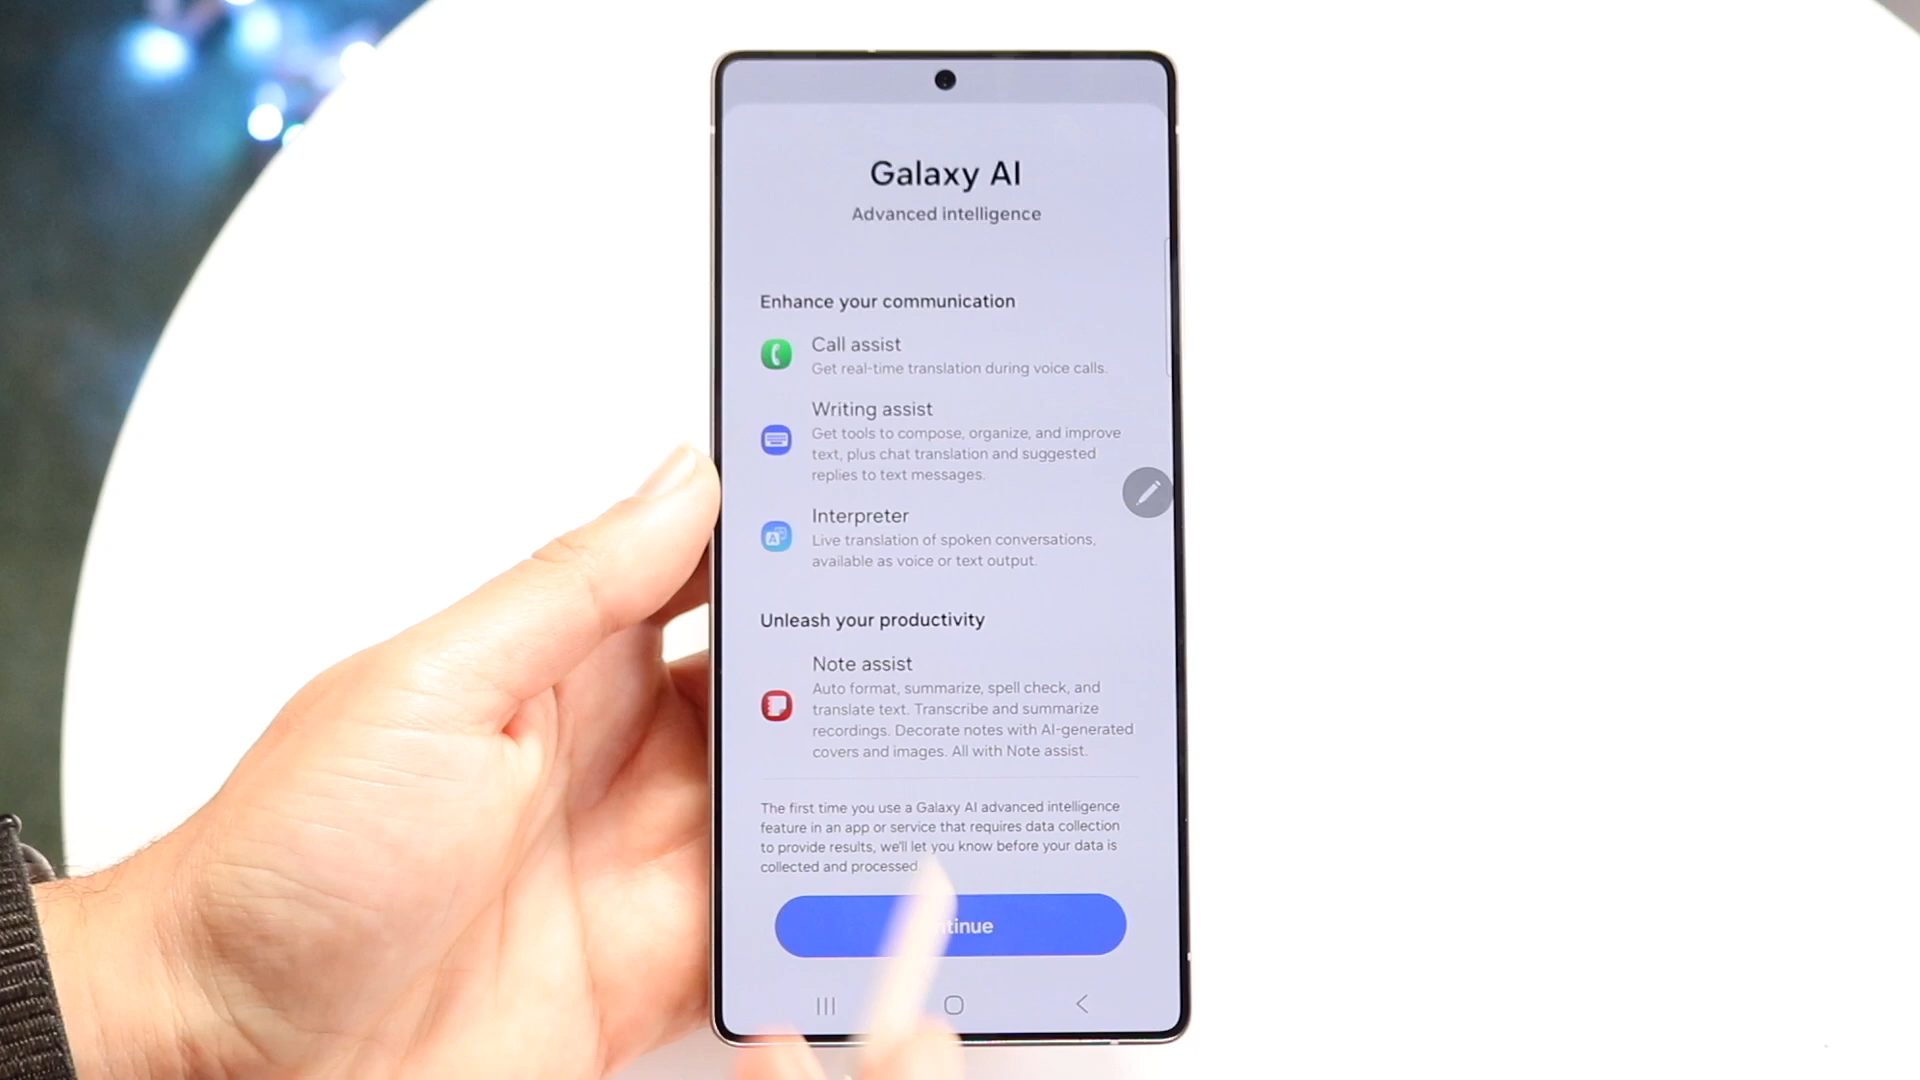 Galaxy AI
Advanced intelligence
Enhance your communication
Call assist
Get real-time translation during voice calls.
Writing assist
Get tools to compose, organize, and improve
text, plus chat translation and suggested
replies to text messages.
Interpreter
Live translation of spoken conversations,
available as voice or text output.
Unleash your productivity
Note assist
Auto format, summarize, spell check, and
translate text. Transcribe and summarize
recordings. Decorate notes with AI-generated
covers and images. All with Note assist.
The first time you use a Galaxy AI advanced intelligence
feature in an app or service that requires data collection
to provide results, we'll let you know before your data is
collected and processed